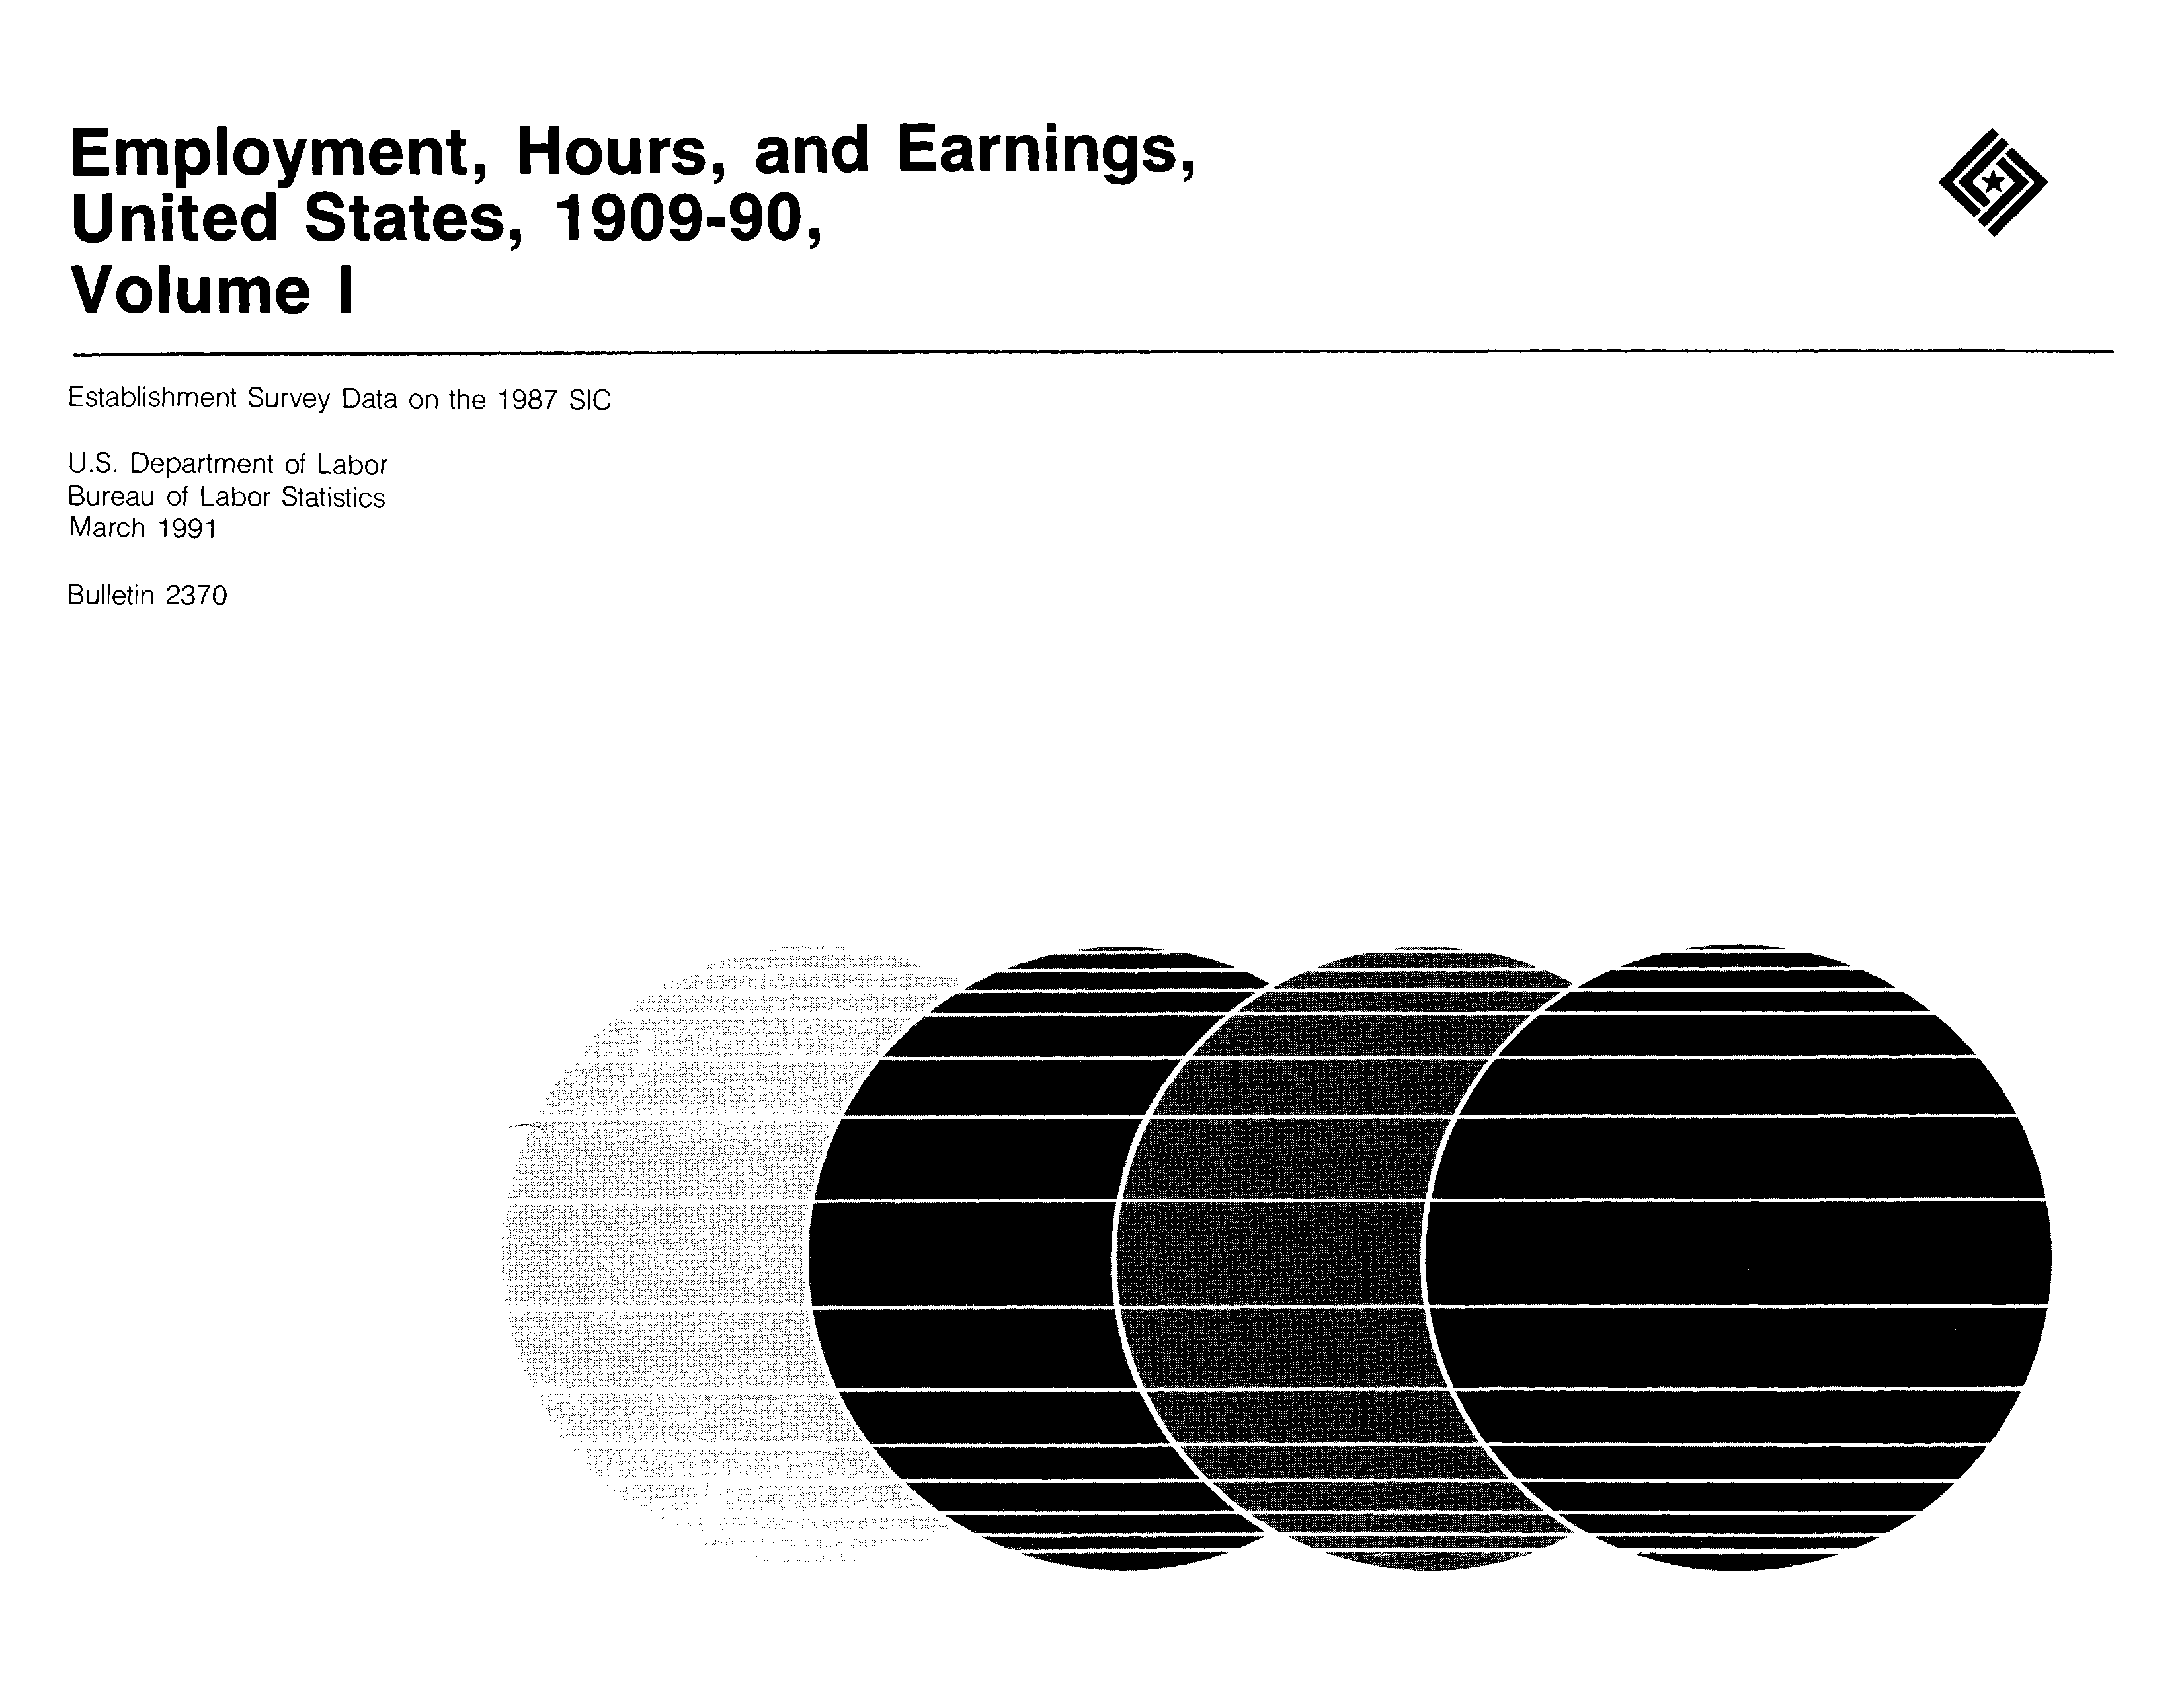 Employment, Hours, and Earnings,
United States, 1909-90,
Volume I
Establishment Survey Data on the 1987 SIC
U.S. Department of Labor
Bureau of Labor Statistics
March 1991
Bulletin 2370